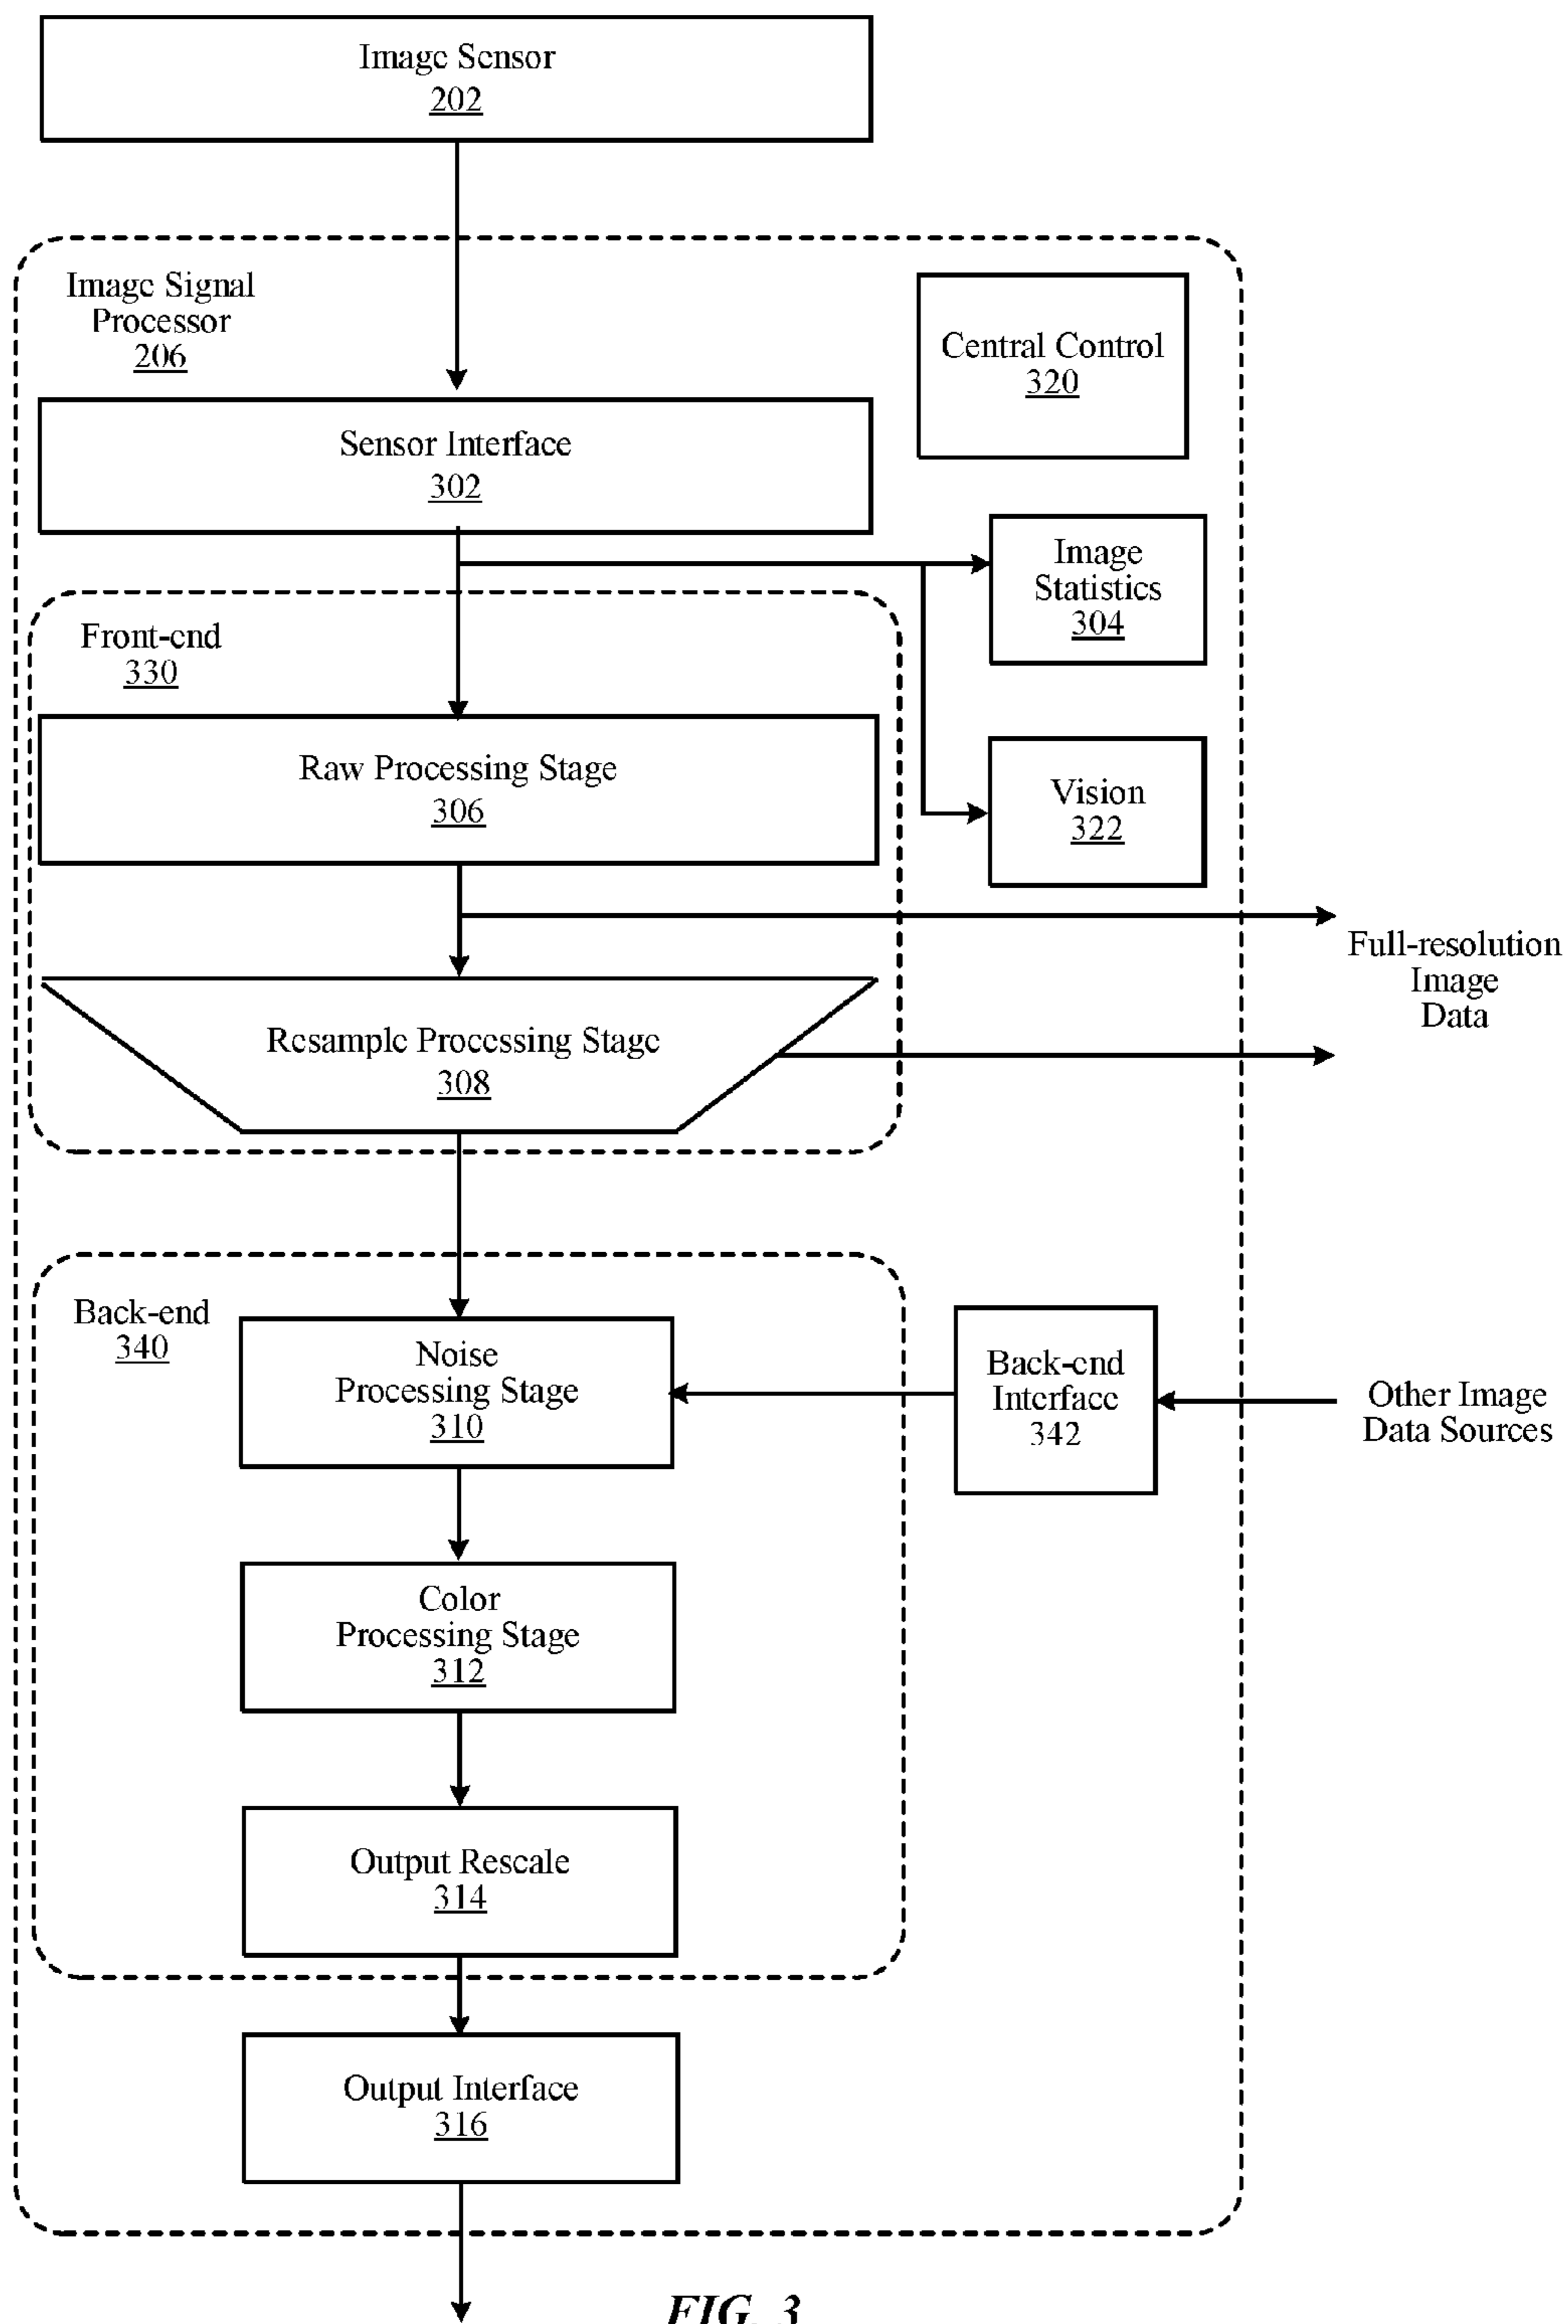 Image Sensor
202
Image Signal
Processor
206
Central Control
320
Sensor Interface
302
Image
Statistics
304
Front-end
330
Raw Processing Stage
306
Vision
322
Full-resolution
Image
Data
Resample Processing Stage
308
Back-end
340
Noise
Processing Stage
310
Back-end
Interface
342
Other Image
Data Sources
Color
Processing Stage
312
Output Rescale
314
Output Interface
316
FIG. 3